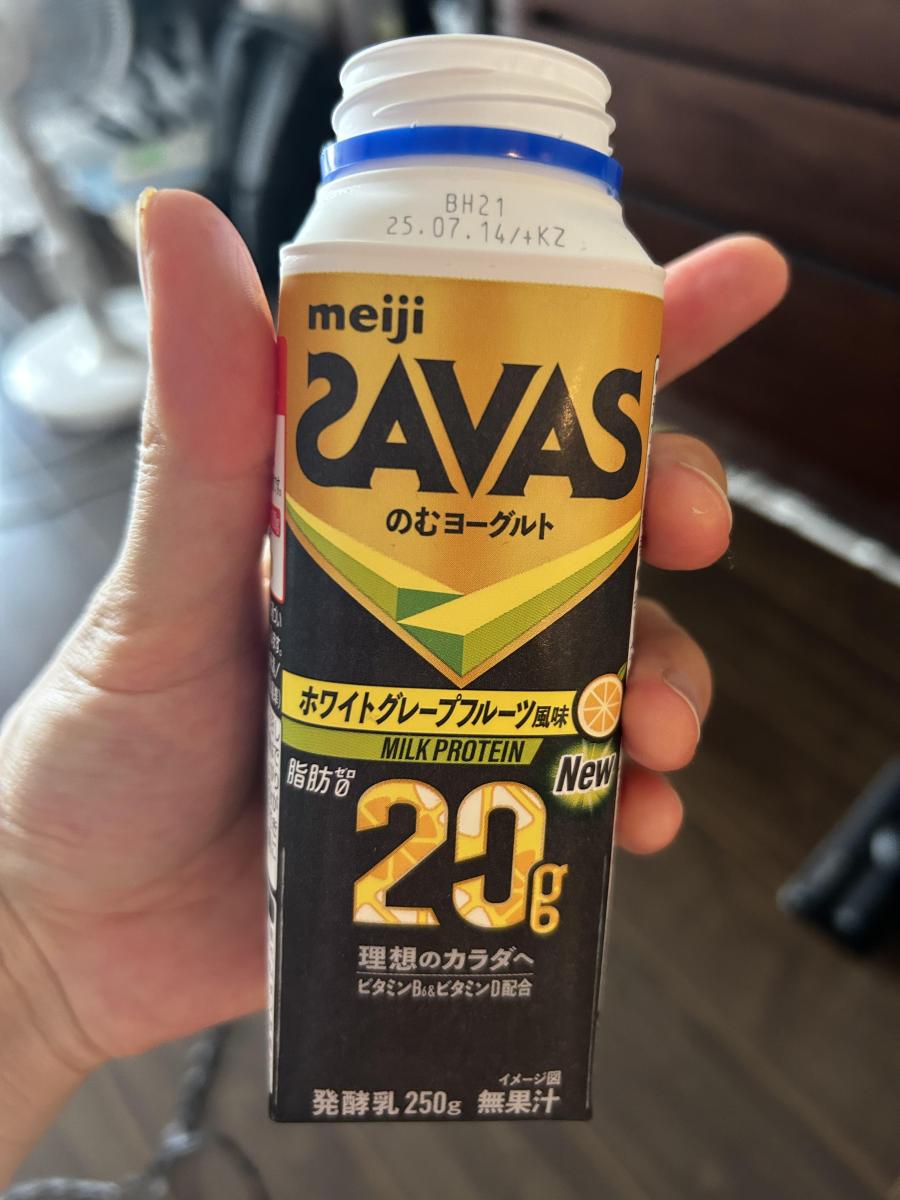 BH21
25.07.14/+KZ
meiji
SAVAS
のむヨーグルト
ホワイトグレープフルーツ風味
MILK PROTEIN
New
脂肪0
ゼロ
20g
理想のカラダへ
ビタミンB6&ビタミンD配合
イメージ図
発酵乳 250g 無果汁